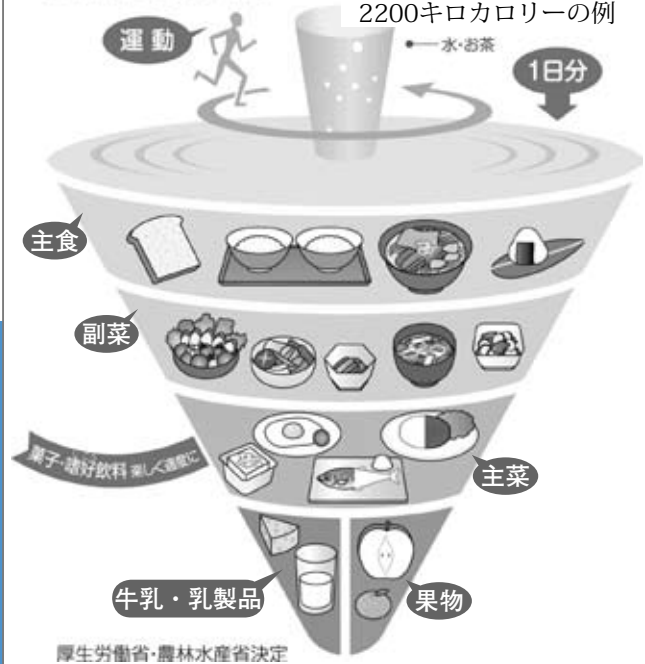 2200キロカロリーの例
運動
水・お茶
1日分
主食
副菜
菓子・嗜好飲料 楽しく適度に
主菜
牛乳・乳製品
果物
厚生労働省・農林水産省決定